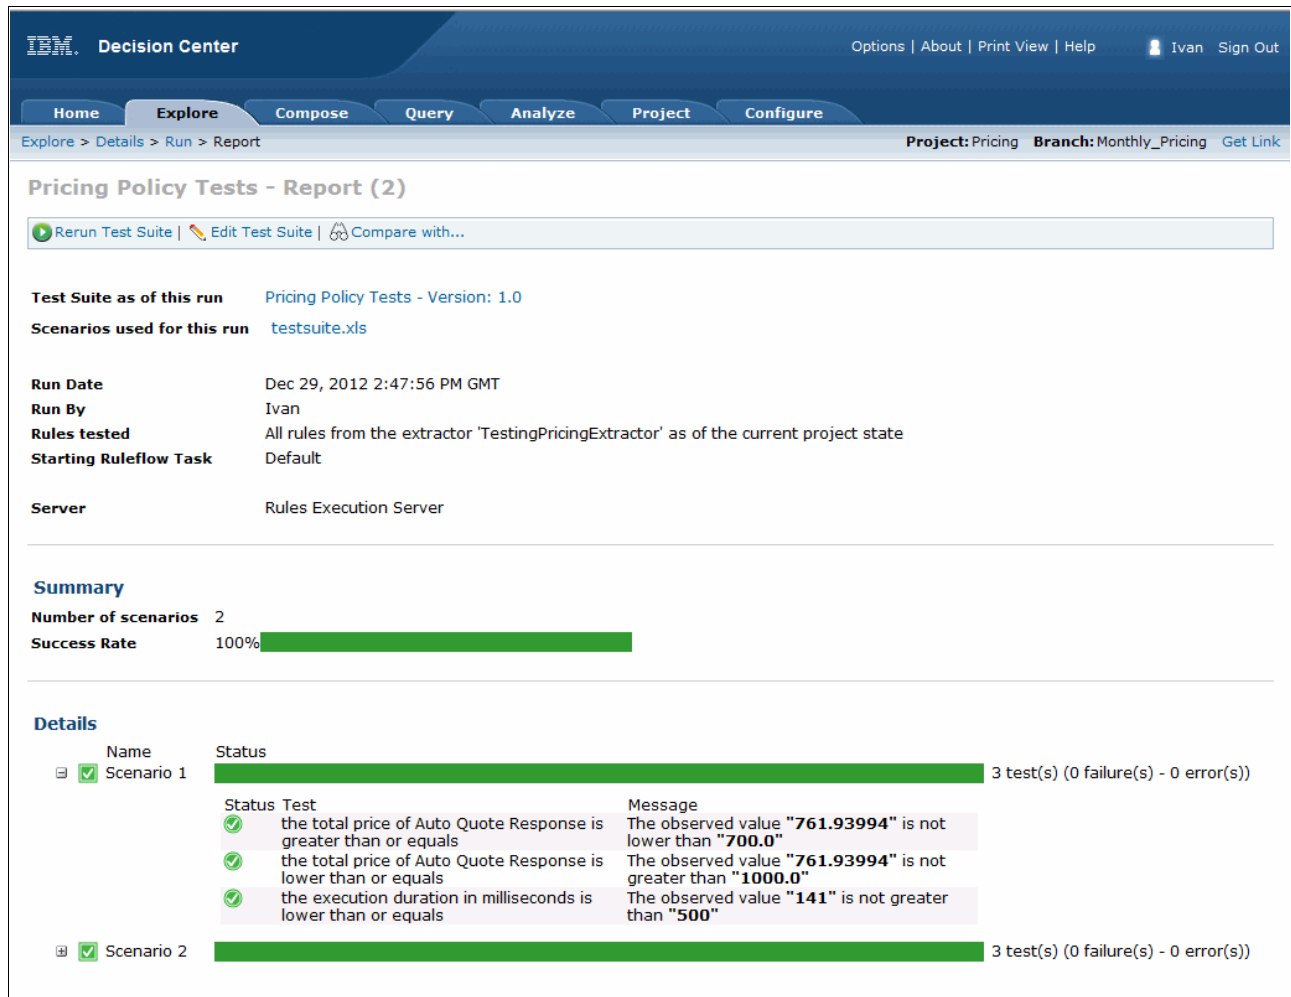 IBM. Decision Center
Options | About | Print View | Help Ivan Sign Out
Home Explore Compose Query Analyze Project Configure
Explore > Details > Run > Report Project: Pricing Branch: Monthly_Pricing Get Link
Pricing Policy Tests - Report (2)
Rerun Test Suite | Edit Test Suite | Compare with...
Test Suite as of this run Pricing Policy Tests - Version: 1.0
Scenarios used for this run testsuite.xls
Run Date Dec 29, 2012 2:47:56 PM GMT
Run By Ivan
Rules tested All rules from the extractor 'TestingPricingExtractor' as of the current project state
Starting Ruleflow Task Default
Server Rules Execution Server
Summary
Number of scenarios 2
Success Rate 100%
Details
Name Status
Scenario 1 3 test(s) (0 failure(s) - 0 error(s))
Status Test Message
the total price of Auto Quote Response is The observed value "761.93994" is not
greater than or equals lower than "700.0"
the total price of Auto Quote Response is The observed value "761.93994" is not
lower than or equals greater than "1000.0"
the execution duration in milliseconds is The observed value "141" is not greater
lower than or equals than "500"
Scenario 2 3 test(s) (0 failure(s) - 0 error(s))